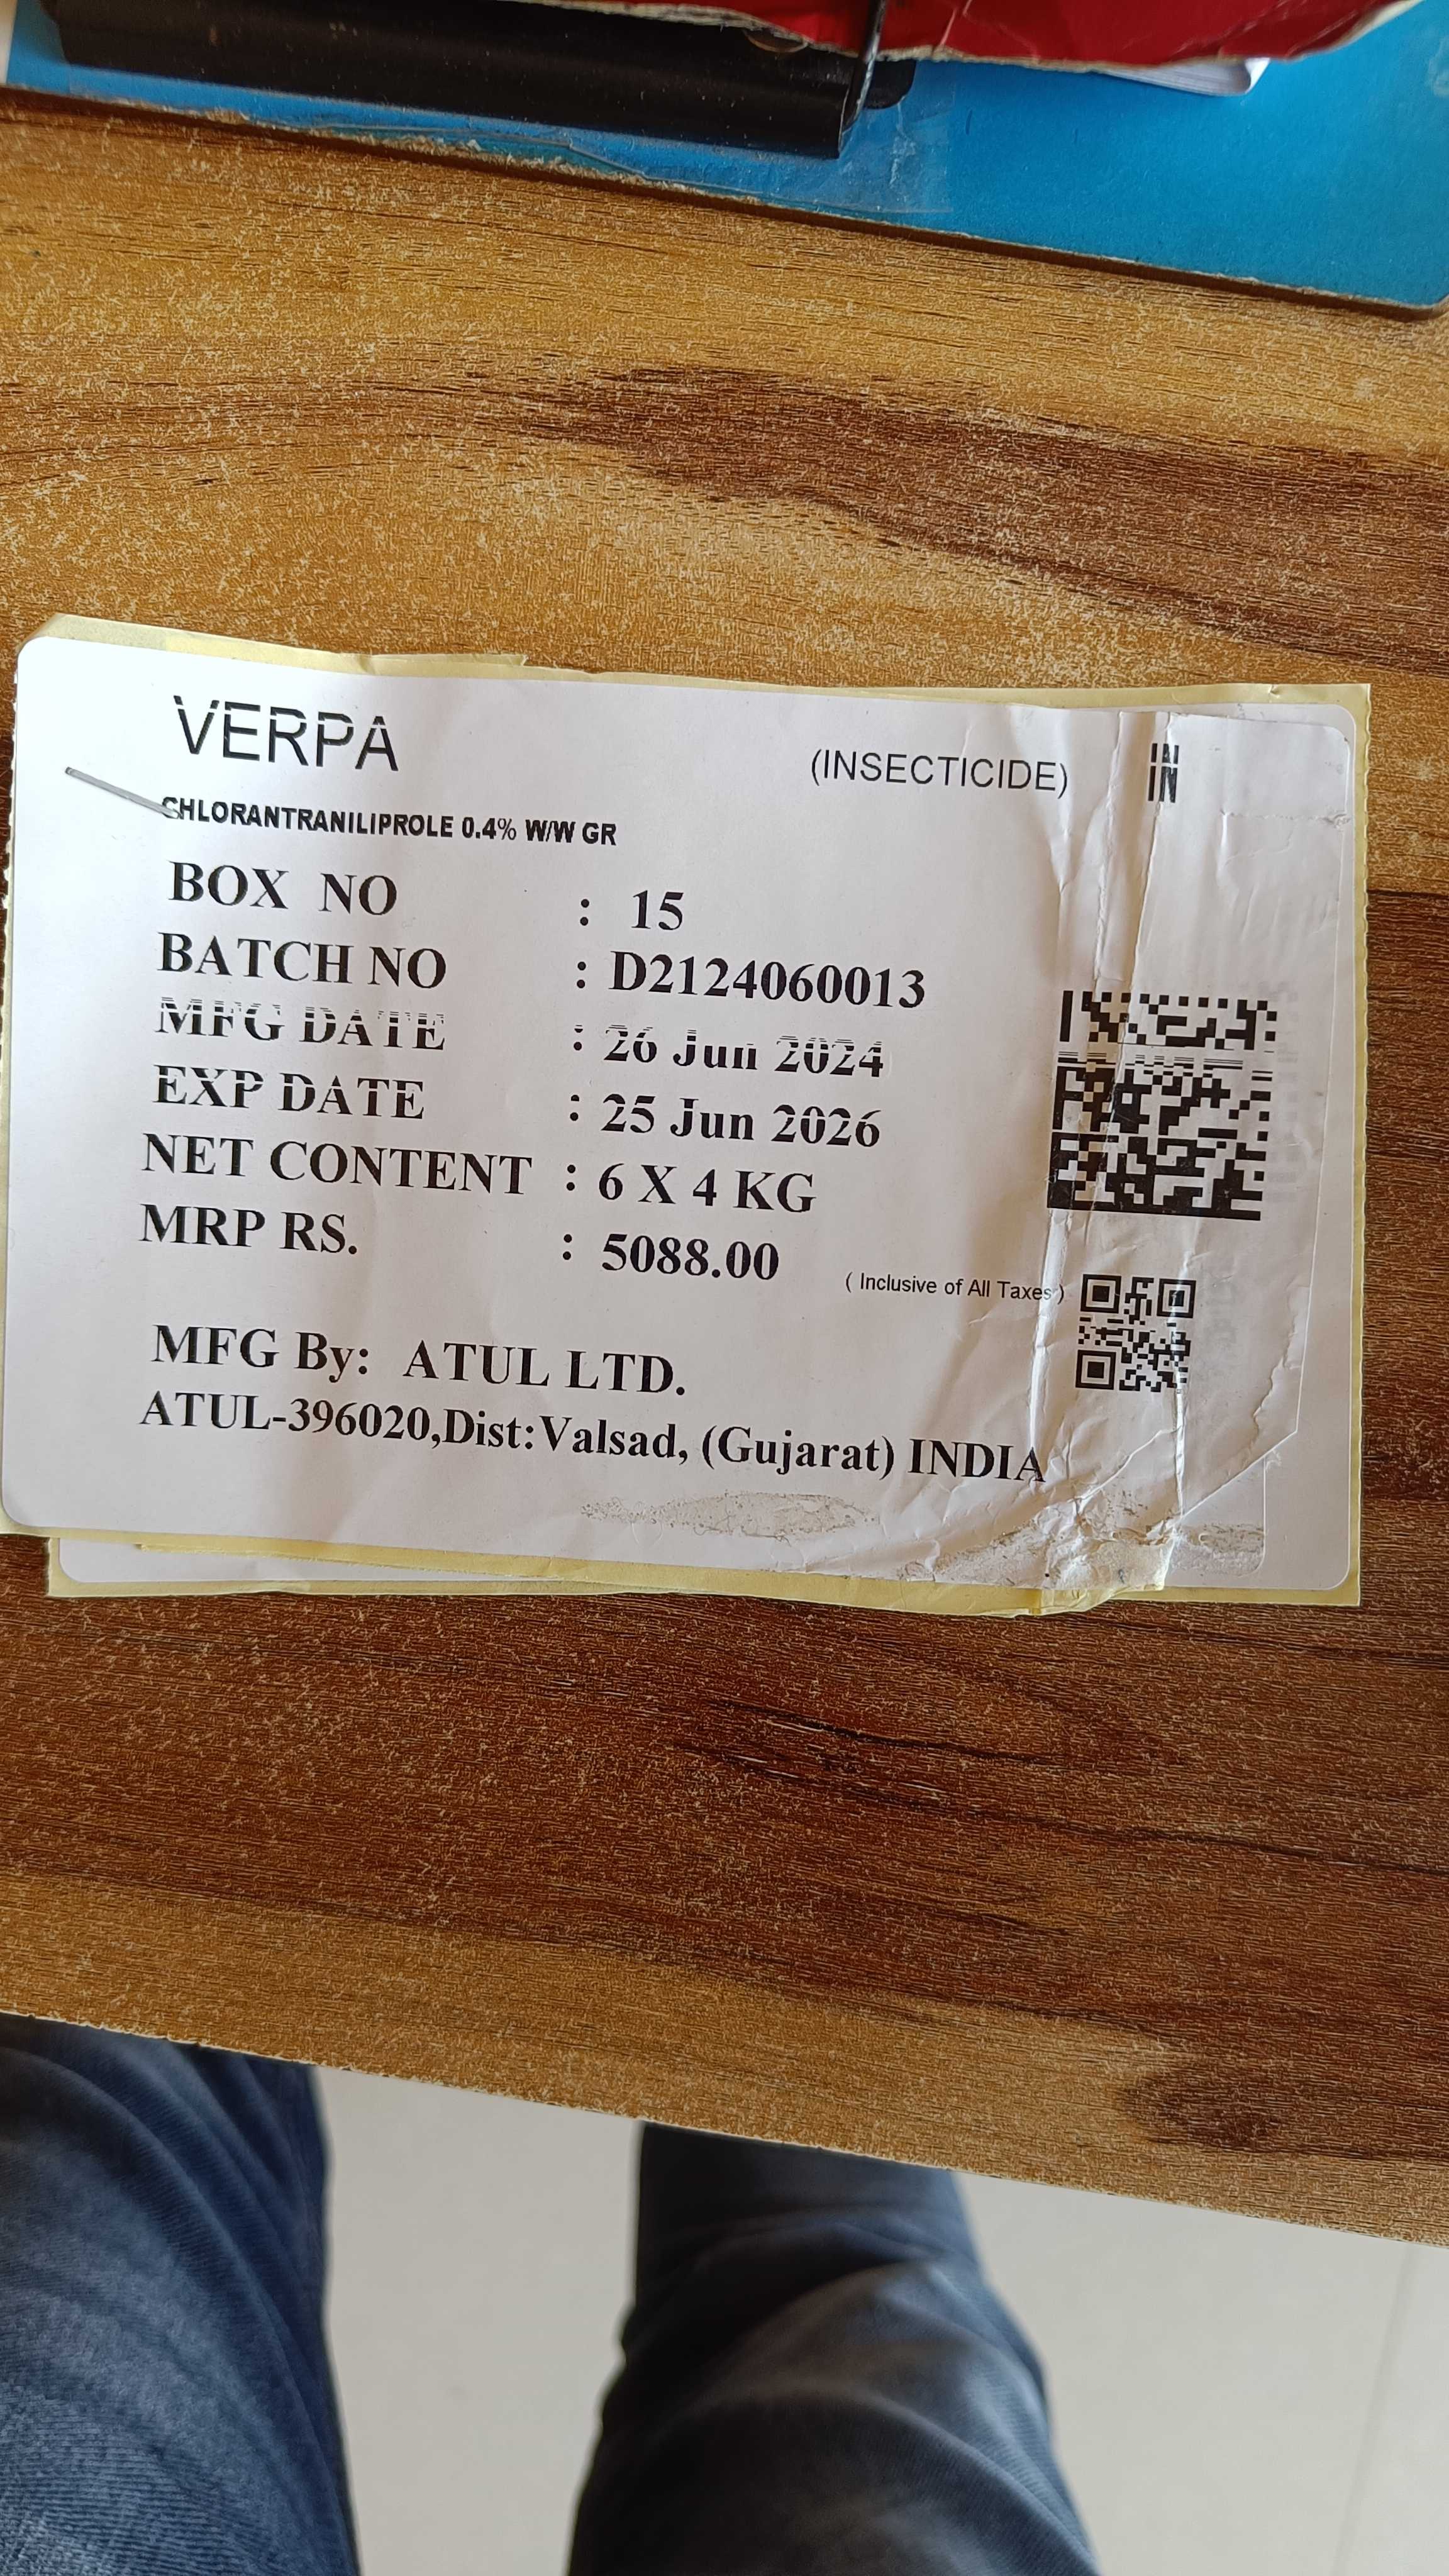 VERPA
(INSECTICIDE) IN
CHLORANTRANILIPROLE 0.4% W/W GR
BOX NO : 15
BATCH NO : D2124060013
MFG DATE : 26 Jun 2024
EXP DATE : 25 Jun 2026
NET CONTENT : 6 X 4 KG
MRP RS. : 5088.00 ( Inclusive of All Taxes )
MFG By: ATUL LTD.
ATUL-396020,Dist:Valsad, (Gujarat) INDIA